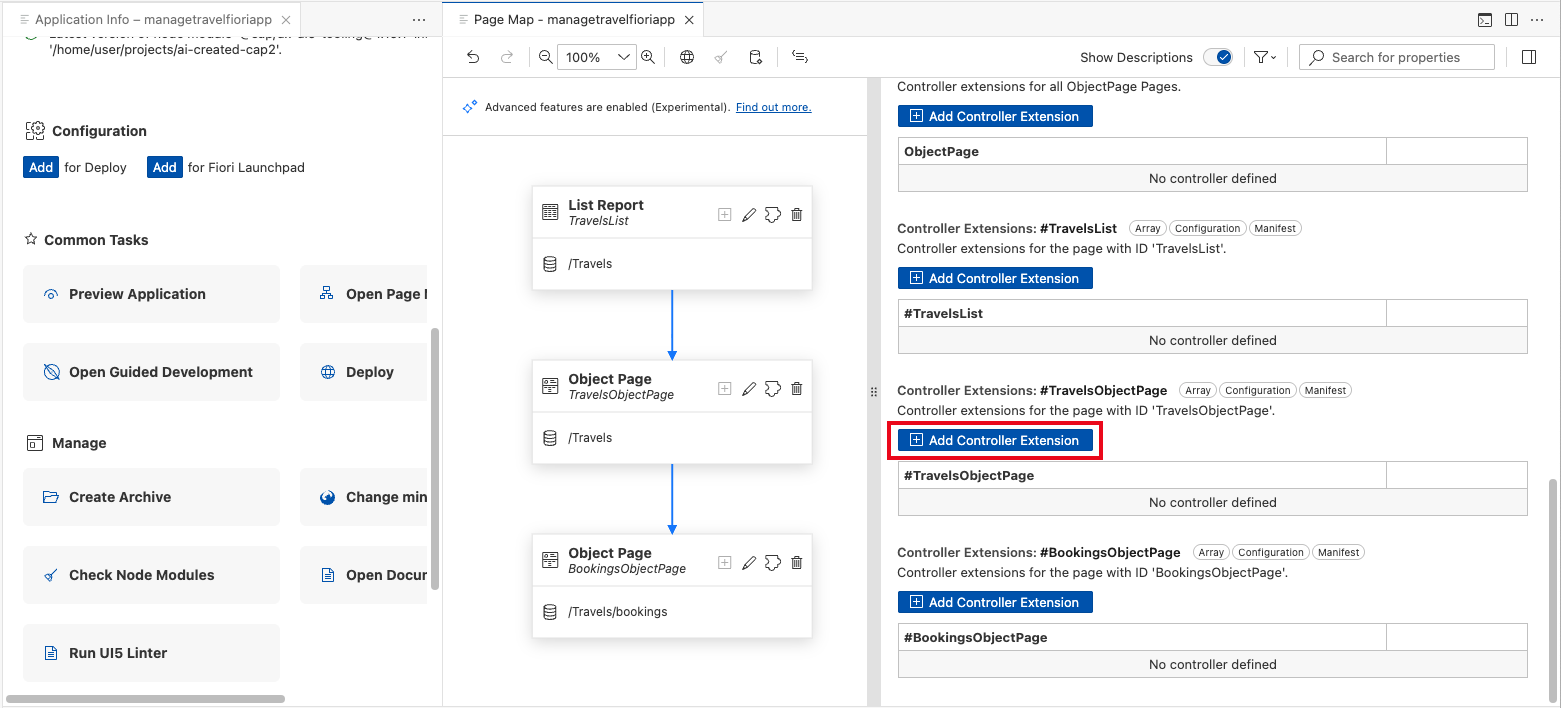 Application Info – managetravelfioriapp
'/home/user/projects/ai-created-cap2'.
Configuration
Add for Deploy
Add for Fiori Launchpad
Common Tasks
Preview Application
Open Page
Open Guided Development
Deploy
Manage
Create Archive
Change min
Check Node Modules
Open Docur
Run UI5 Linter
Page Map - managetravelfioriapp
100%
Show Descriptions
Search for properties
Advanced features are enabled (Experimental). Find out more.
List Report
TravelsList
/Travels
Object Page
TravelsObjectPage
/Travels
Object Page
BookingsObjectPage
/Travels/bookings
Controller extensions for all ObjectPage Pages.
Add Controller Extension
ObjectPage
No controller defined
Controller Extensions: #TravelsList Array Configuration Manifest
Controller extensions for the page with ID 'TravelsList'.
Add Controller Extension
#TravelsList
No controller defined
Controller Extensions: #TravelsObjectPage Array Configuration Manifest
Controller extensions for the page with ID 'TravelsObjectPage'.
Add Controller Extension
#TravelsObjectPage
No controller defined
Controller Extensions: #BookingsObjectPage Array Configuration Manifest
Controller extensions for the page with ID 'BookingsObjectPage'.
Add Controller Extension
#BookingsObjectPage
No controller defined